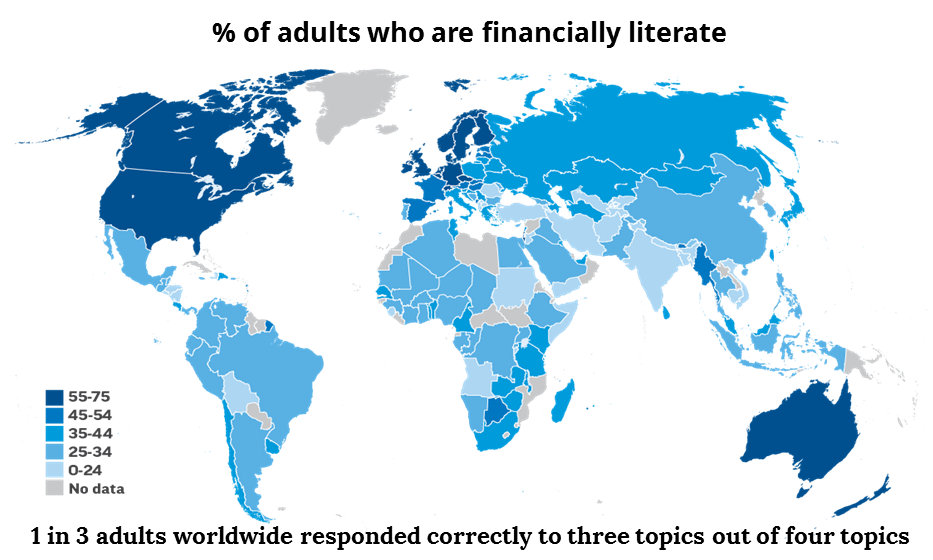 % of adults who are financially literate
55-75
45-54
35-44
25-34
0-24
No data
1 in 3 adults worldwide responded correctly to three topics out of four topics